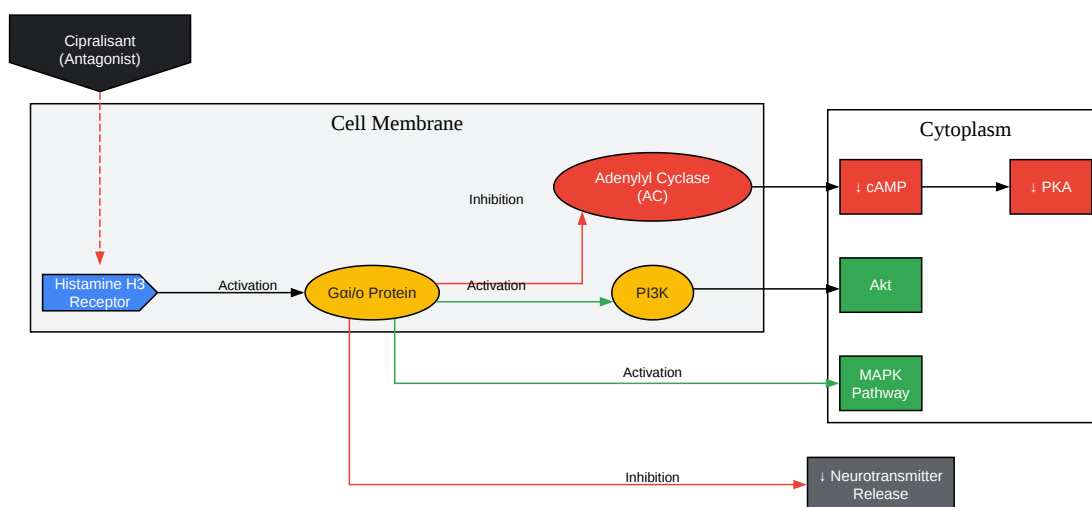 Cipralisant
(Antagonist)
Cell Membrane
Cytoplasm
Adenylyl Cyclase
(AC)
Inhibition
↓ cAMP
↓ PKA
Histamine H3
Receptor
Activation
Gαi/o Protein
Activation
PI3K
Akt
Activation
MAPK
Pathway
Inhibition
↓ Neurotransmitter
Release